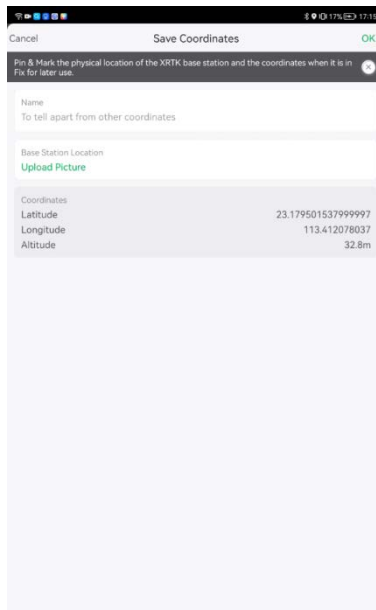 17% 17:15
Cancel Save Coordinates OK
Pin & Mark the physical location of the XRTK base station and the coordinates when it is in
Fix for later use.
Name
To tell apart from other coordinates
Base Station Location
Upload Picture
Coordinates
Latitude 23.179501537999997
Longitude 113.412078037
Altitude 32.8m